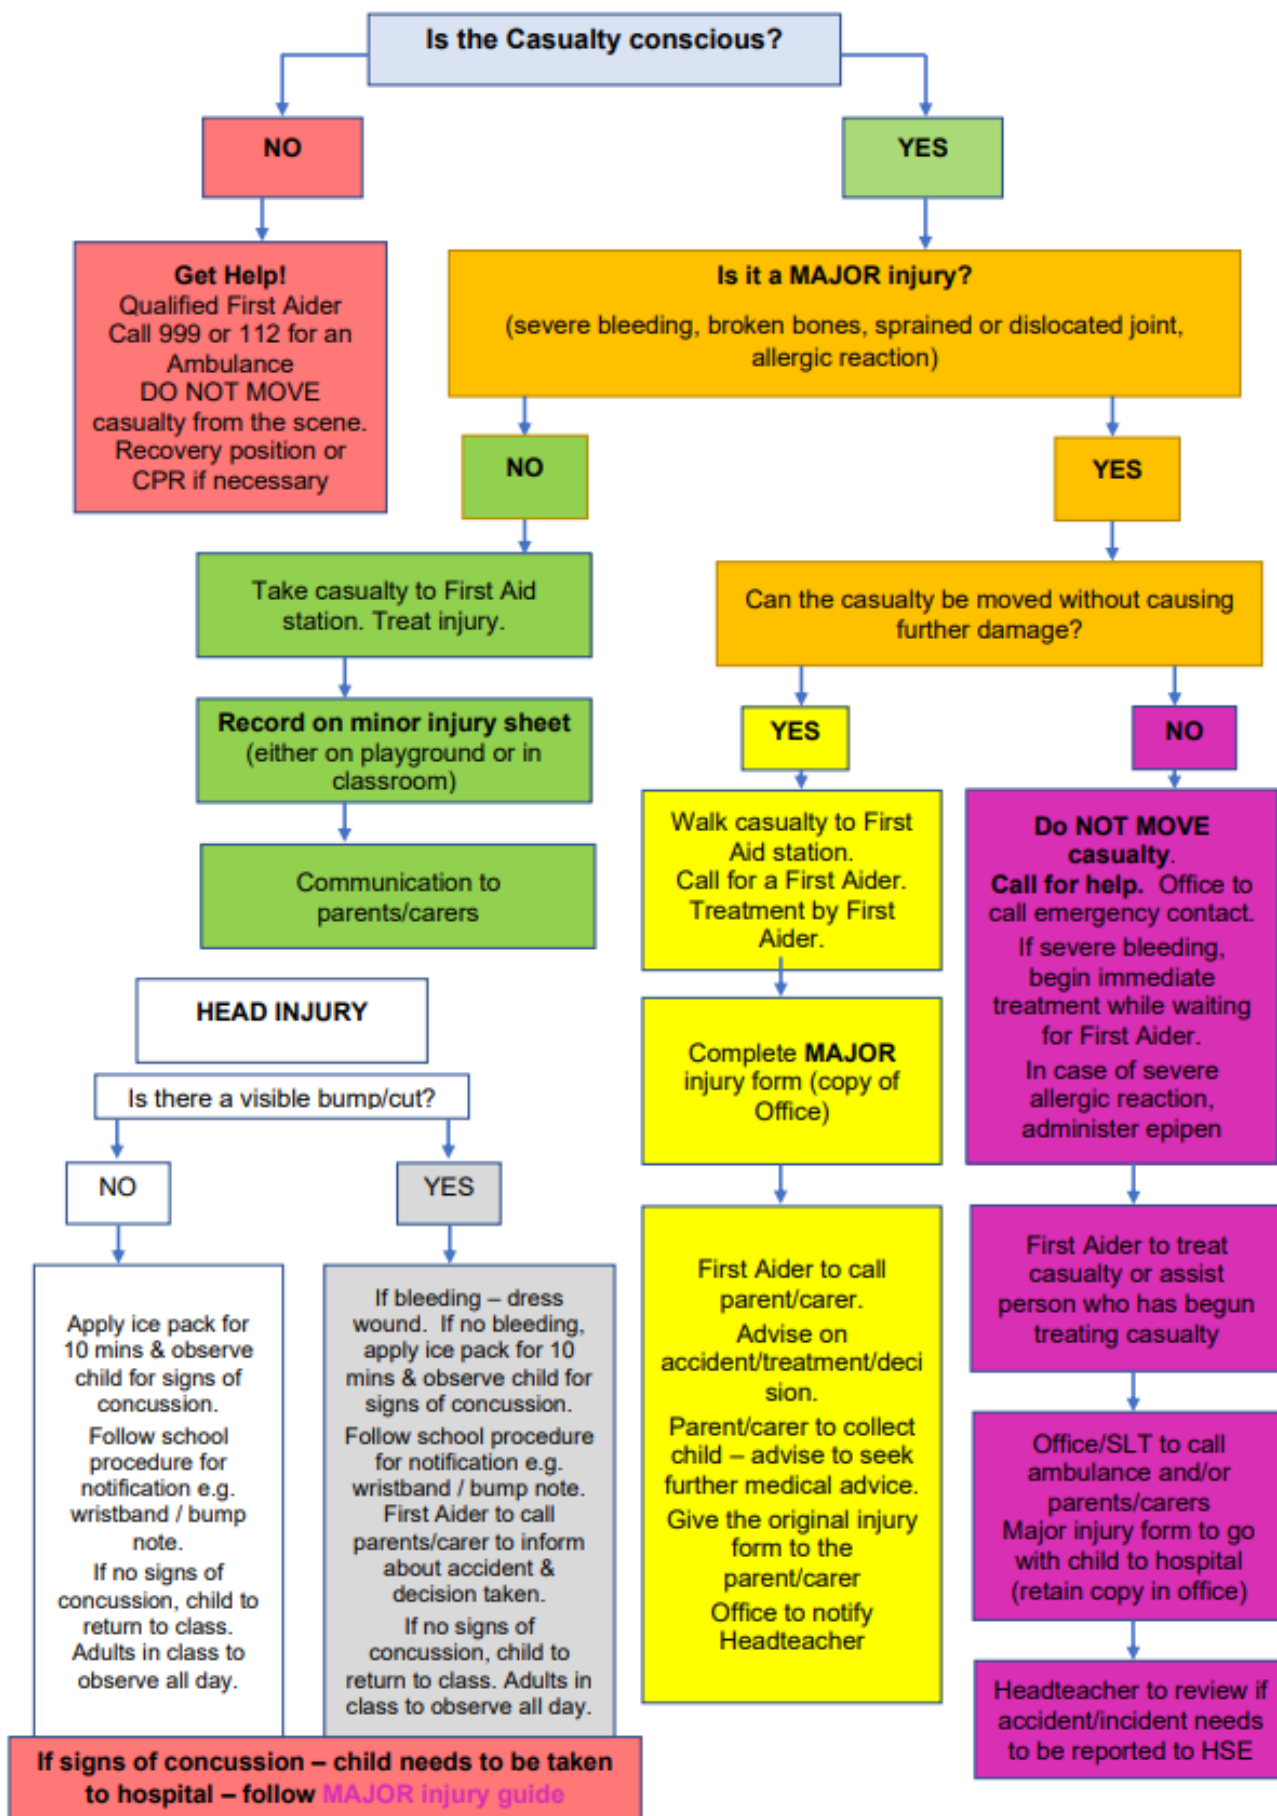 Is the Casualty conscious?
NO
YES
Get Help!
Qualified First Aider
Call 999 or 112 for an
Ambulance
DO NOT MOVE
casualty from the scene.
Recovery position or
CPR if necessary
Is it a MAJOR injury?
(severe bleeding, broken bones, sprained or dislocated joint,
allergic reaction)
NO
YES
Take casualty to First Aid
station. Treat injury.
Record on minor injury sheet
(either on playground or in
classroom)
Communication to
parents/carers
Can the casualty be moved without causing
further damage?
YES
NO
Walk casualty to First
Aid station.
Call for a First Aider.
Treatment by First
Aider.
Complete MAJOR
injury form (copy of
Office)
First Aider to call
parent/carer.
Advise on
accident/treatment/deci
sion.
Parent/carer to collect
child – advise to seek
further medical advice.
Give the original injury
form to the
parent/carer
Office to notify
Headteacher
Do NOT MOVE
casualty.
Call for help. Office to
call emergency contact.
If severe bleeding,
begin immediate
treatment while waiting
for First Aider.
In case of severe
allergic reaction,
administer epipen
First Aider to treat
casualty or assist
person who has begun
treating casualty
Office/SLT to call
ambulance and/or
parents/carers
Major injury form to go
with child to hospital
(retain copy in office)
Headteacher to review if
accident/incident needs
to be reported to HSE
HEAD INJURY
Is there a visible bump/cut?
NO
YES
Apply ice pack for
10 mins & observe
child for signs of
concussion.
Follow school
procedure for
notification e.g.
wristband / bump
note.
If no signs of
concussion, child to
return to class.
Adults in class to
observe all day.
If bleeding – dress
wound. If no bleeding,
apply ice pack for 10
mins & observe child for
signs of concussion.
Follow school procedure
for notification e.g.
wristband / bump note.
First Aider to call
parents/carer to inform
about accident &
decision taken.
If no signs of
concussion, child to
return to class. Adults in
class to observe all day.
If signs of concussion – child needs to be taken
to hospital – follow MAJOR injury guide